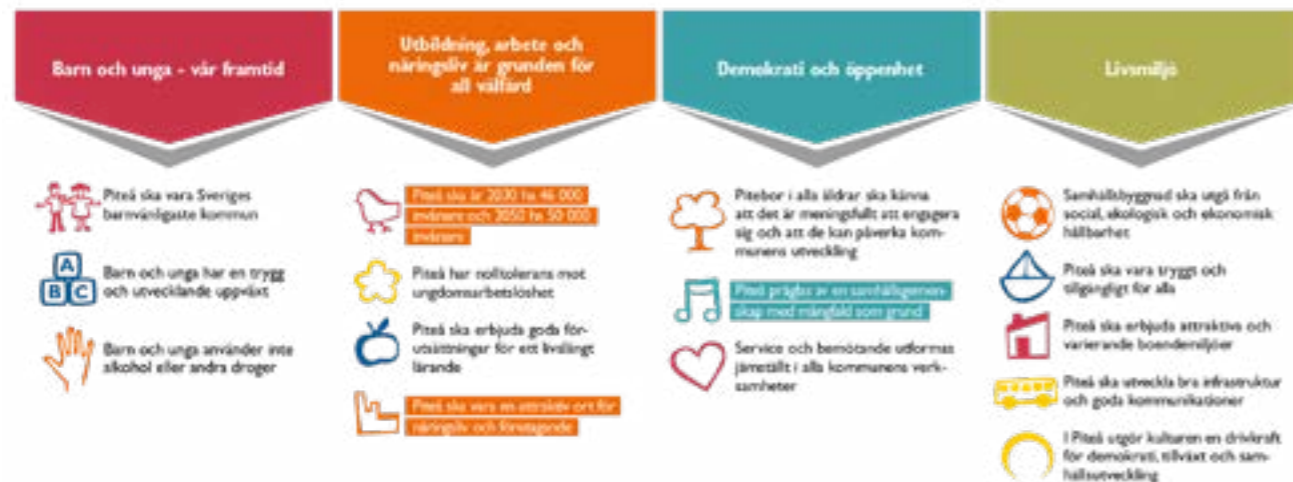 Barn och unga – vår framtid
Piteå ska vara Sveriges
barnvänligaste kommun
A
B C
Barn och unga har en trygg
och utvecklande uppväxt
Barn och unga använder inte
alkohol eller andra droger
Utbildning, arbete och
näringsliv är grunden för
all välfärd
Piteå ska år 2030 ha 46 000
invånare och 2050 ha 50 000
invånare
Piteå har nolltolerans mot
ungdomsarbetslöshet
Piteå ska erbjuda goda för-
utsättningar för ett livslångt
lärande
Piteå ska vara en attraktiv ort för
näringsliv och företagande
Demokrati och öppenhet
Pitebor i alla åldrar ska känna
att det är meningsfullt att engagera
sig och att de kan påverka kom-
munens utveckling
Piteå präglas av en samhällsgemen-
skap med mångfald som grund
Service och bemötande utformas
jämställt i alla kommunens verk-
samheter
Livsmiljö
Samhällsbyggnad ska utgå från
social, ekologisk och ekonomisk
hållbarhet
Piteå ska vara tryggt och
tillgängligt för alla
Piteå ska erbjuda attraktiva och
varierande boendemiljöer
Piteå ska utveckla bra infrastruktur
och goda kommunikationer
I Piteå utgör kulturen en drivkraft
för demokrati, tillväxt och sam-
hällsutveckling